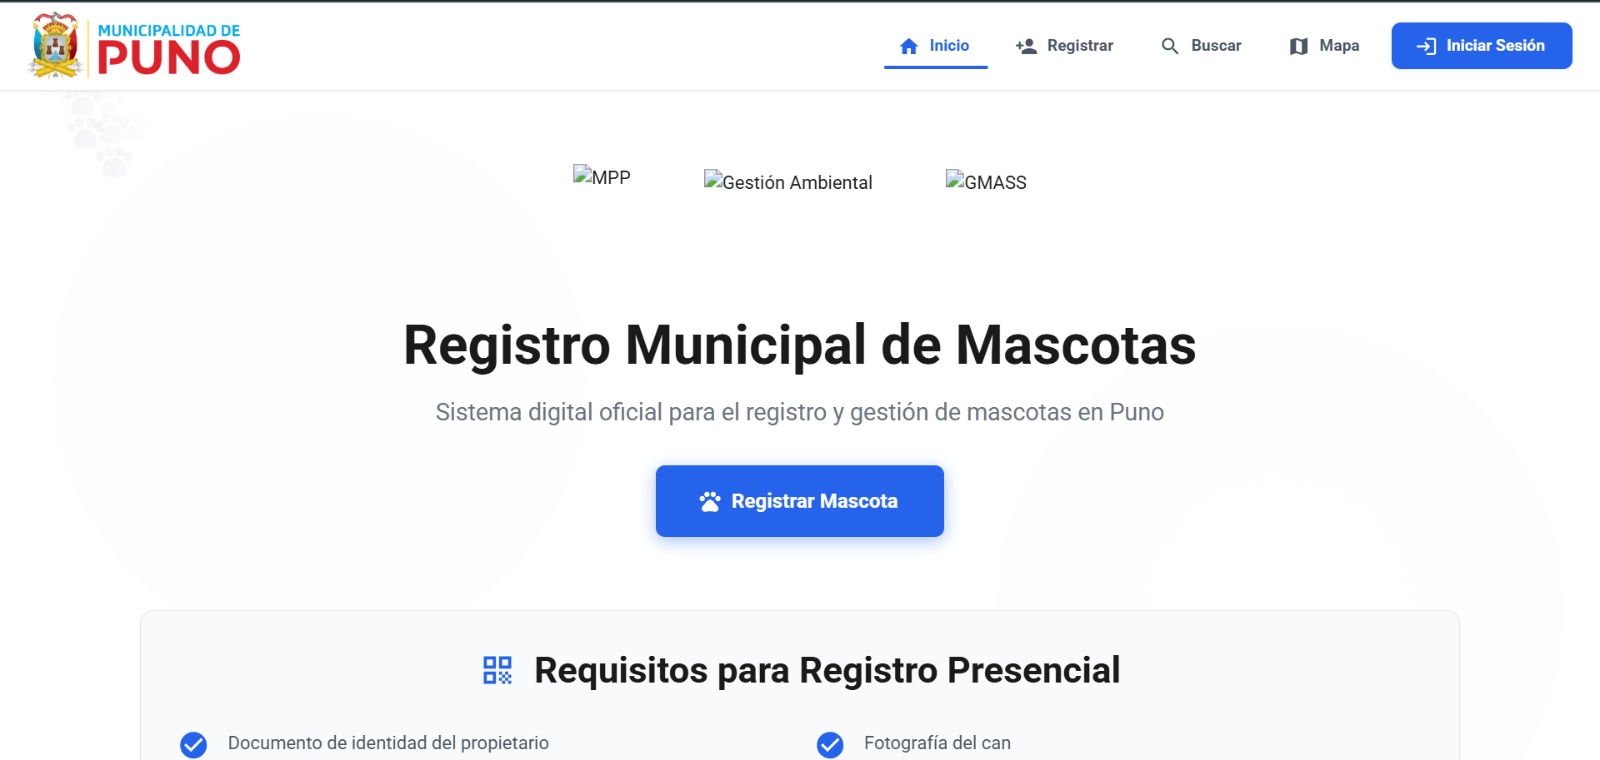 MUNICIPALIDAD DE
PUNO
Inicio
Registrar
Buscar
Mapa
Iniciar Sesión
MPP
Gestión Ambiental
GMASS
Registro Municipal de Mascotas
Sistema digital oficial para el registro y gestión de mascotas en Puno
Registrar Mascota
Requisitos para Registro Presencial
Documento de identidad del propietario
Fotografía del can